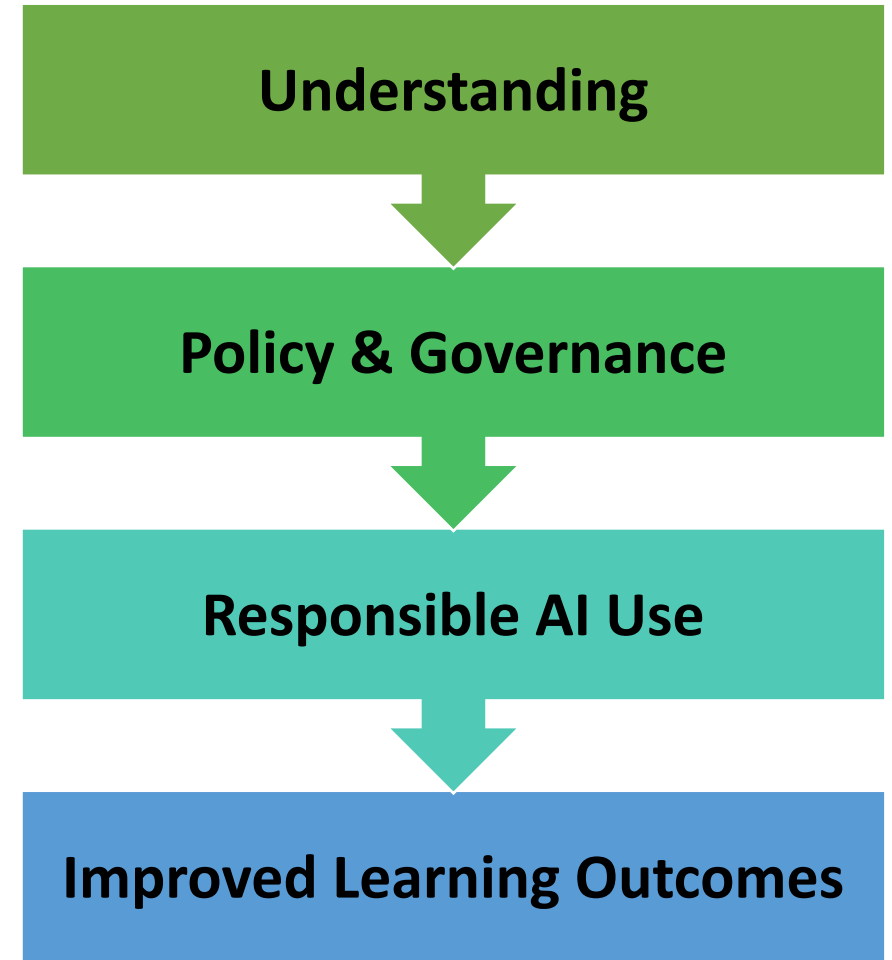 Understanding
Policy & Governance
Responsible AI Use
Improved Learning Outcomes